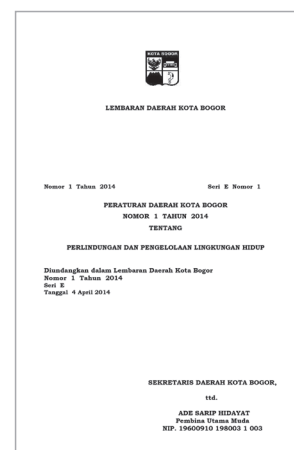 KOTA BOGOR
LEMBARAN DAERAH KOTA BOGOR
Nomor 1 Tahun 2014 Seri E Nomor 1
PERATURAN DAERAH KOTA BOGOR
NOMOR 1 TAHUN 2014
TENTANG
PERLINDUNGAN DAN PENGELOLAAN LINGKUNGAN HIDUP
Diundangkan dalam Lembaran Daerah Kota Bogor
Nomor 1 Tahun 2014
Seri E
Tanggal 4 April 2014
SEKRETARIS DAERAH KOTA BOGOR,
ttd.
ADE SARIP HIDAYAT
Pembina Utama Muda
NIP. 19600910 198003 1 003